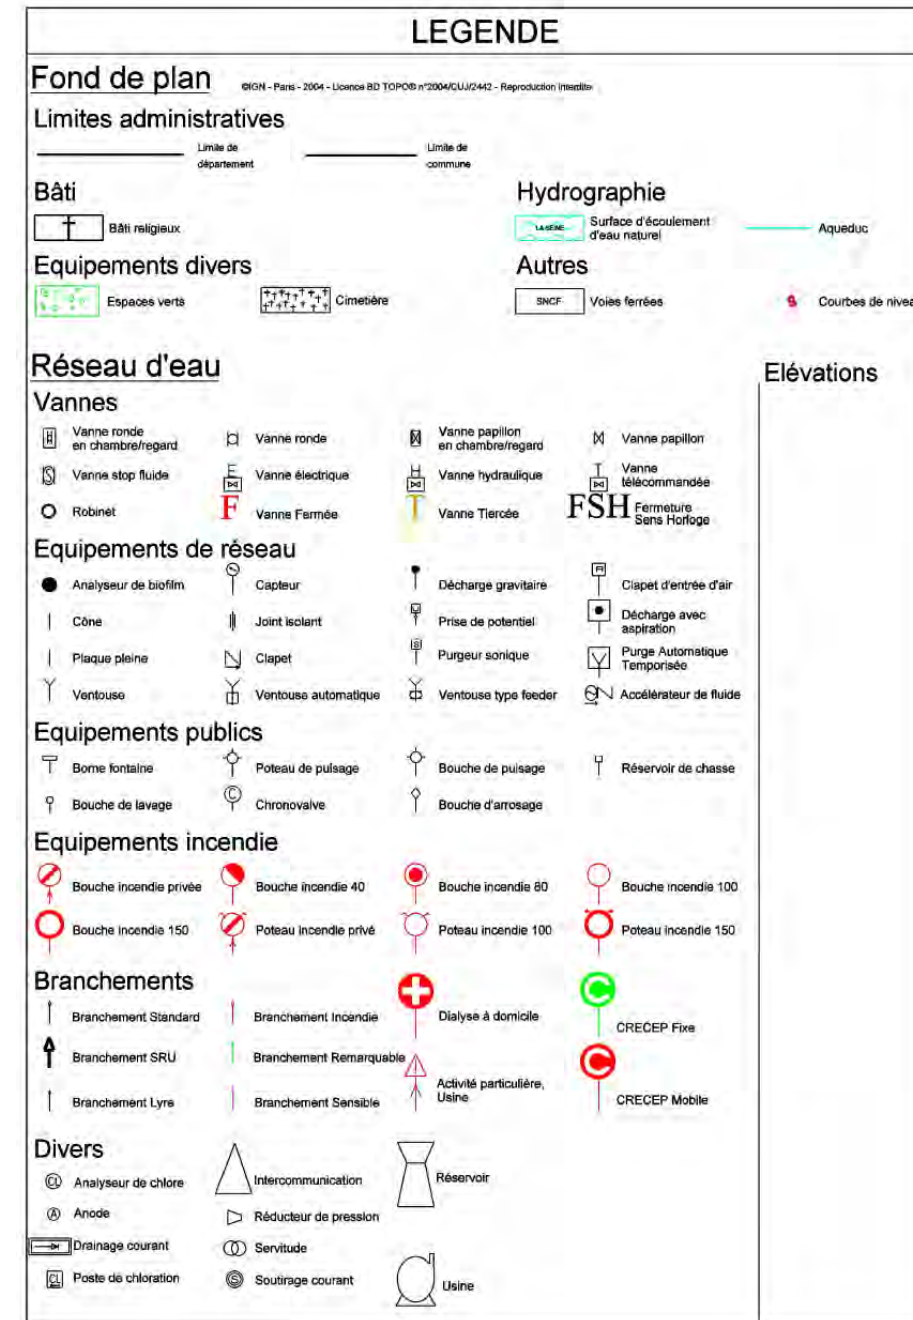 LEGENDE
Fond de plan ©IGN - Paris - 2004 - Licence BD TOPO® n°2004/CUJ/2442 - Reproduction interdite
Limites administratives
Limite de
département
Limite de
commune
Bâti
Bâti religieux
Hydrographie
LA SEINE
Surface d'écoulement
d'eau naturel
Aqueduc
Equipements divers
Espaces verts
Cimetière
Autres
SNCF
Voies ferrées
Courbes de nivea
Réseau d'eau
Elévations
Vannes
Vanne ronde
en chambre/regard
Vanne ronde
Vanne papillon
en chambre/regard
Vanne papillon
S Vanne stop fluide
E Vanne électrique
H Vanne hydraulique
T Vanne
télécommandée
Robinet
F Vanne Fermée
T Vanne Tiercée
FSH Fermeture
Sens Horloge
Equipements de réseau
Analyseur de biofilm
Capteur
Décharge gravitaire
Clapet d'entrée d'air
Cône
Joint isolant
Prise de potentiel
Décharge avec
aspiration
Plaque pleine
Clapet
Purgeur sonique
Purge Automatique
Temporisée
Ventouse
Ventouse automatique
Ventouse type feeder
Accélérateur de fluide
Equipements publics
Borne fontaine
Poteau de puisage
Bouche de puisage
Réservoir de chasse
Bouche de lavage
C Chronovalve
Bouche d'arrosage
Equipements incendie
Bouche incendie privée
Bouche incendie 40
Bouche incendie 80
Bouche incendie 100
Bouche incendie 150
Poteau incendie privé
Poteau incendie 100
Poteau incendie 150
Branchements
Branchement Standard
Branchement Incendie
Dialyse à domicile
C CRECEP Fixe
Branchement SRU
Branchement Remarquable
Activité particulière,
Usine
C CRECEP Mobile
Branchement Lyre
Branchement Sensible
Divers
CL Analyseur de chlore
Intercommunication
Réservoir
A Anode
Réducteur de pression
Drainage courant
Servitude
CL Poste de chloration
S Soutirage courant
Usine